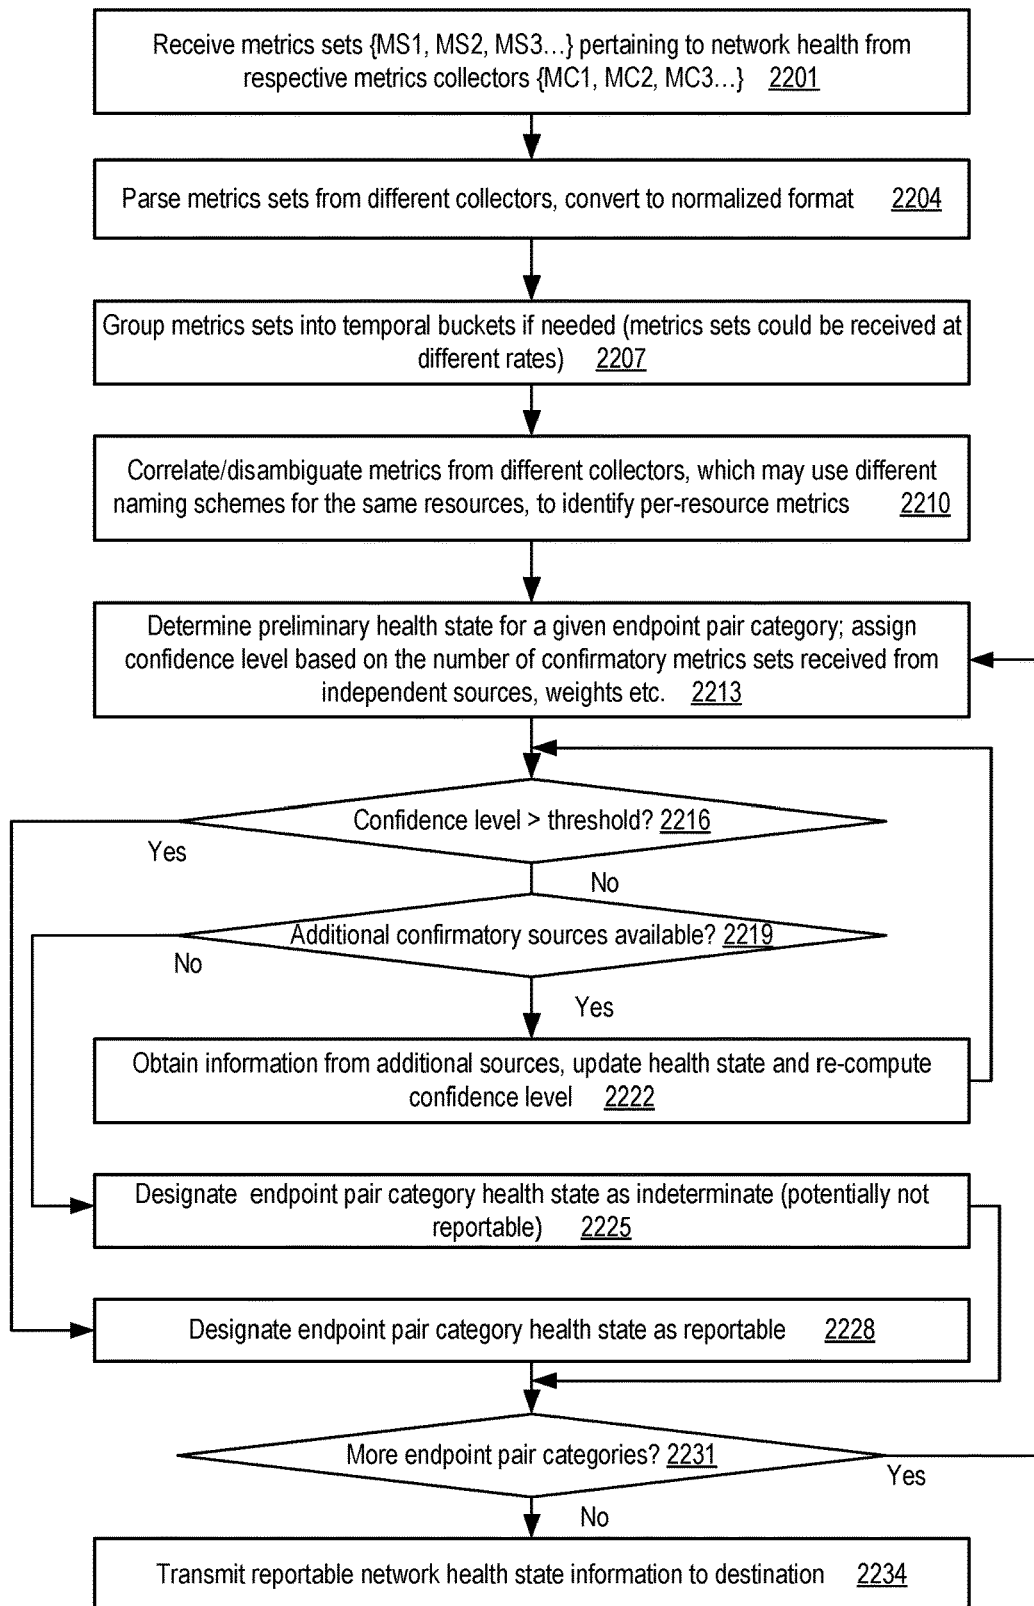 Receive metrics sets {MS1, MS2, MS3...} pertaining to network health from
respective metrics collectors {MC1, MC2, MC3...} 2201
Parse metrics sets from different collectors, convert to normalized format 2204
Group metrics sets into temporal buckets if needed (metrics sets could be received at
different rates) 2207
Correlate/disambiguate metrics from different collectors, which may use different
naming schemes for the same resources, to identify per-resource metrics 2210
Determine preliminary health state for a given endpoint pair category; assign
confidence level based on the number of confirmatory metrics sets received from
independent sources, weights etc. 2213
Confidence level > threshold? 2216
Yes
No
Additional confirmatory sources available? 2219
No
Yes
Obtain information from additional sources, update health state and re-compute
confidence level 2222
Designate endpoint pair category health state as indeterminate (potentially not
reportable) 2225
Designate endpoint pair category health state as reportable 2228
More endpoint pair categories? 2231
Yes
No
Transmit reportable network health state information to destination 2234